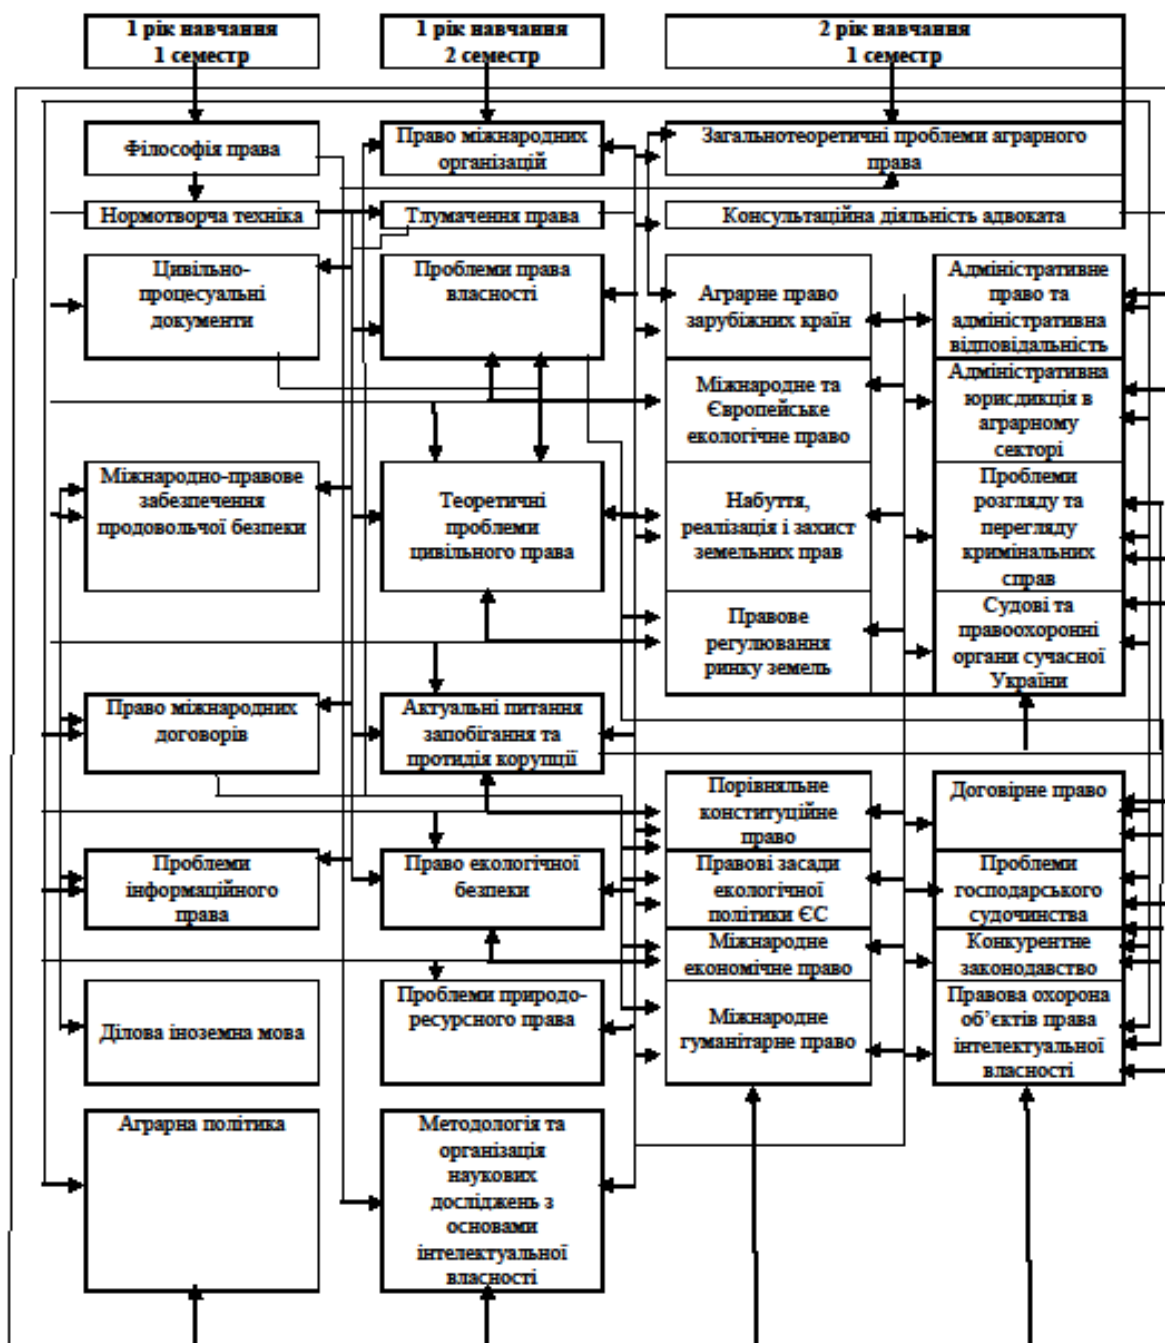 1 рік навчання
1 семестр
1 рік навчання
2 семестр
2 рік навчання
1 семестр
Філософія права
Право міжнародних
організацій
Загальнотеоретичні проблеми аграрного
права
Нормотворча техніка
Тлумачення права
Консультаційна діяльність адвоката
Цивільно-
процесуальні
документи
Проблеми права
власності
Аграрне право
зарубіжних країн
Адміністративне
право та
адміністративна
відповідальність
Міжнародне та
Європейське
екологічне право
Адміністративна
юрисдикція в
аграрному
секторі
Міжнародно-правове
забезпечення
продовольчої безпеки
Теоретичні
проблеми
цивільного права
Набуття,
реалізація і захист
земельних прав
Проблеми
розгляду та
перегляду
кримінальних
справ
Правове
регулювання
ринку земель
Судові та
правоохоронні
органи сучасної
України
Право міжнародних
договорів
Актуальні питання
запобігання та
протидія корупції
Порівняльне
конституційне
право
Договірне право
Проблеми
інформаційного
права
Право екологічної
безпеки
Правові засади
екологічної
політики ЄС
Проблеми
господарського
судочинства
Міжнародне
економічне право
Конкурентне
законодавство
Ділова іноземна мова
Проблеми природо-
ресурсного права
Міжнародне
гуманітарне право
Правова охорона
об’єктів права
інтелектуальної
власності
Аграрна політика
Методологія та
організація
наукових
досліджень з
основами
інтелектуальної
власності